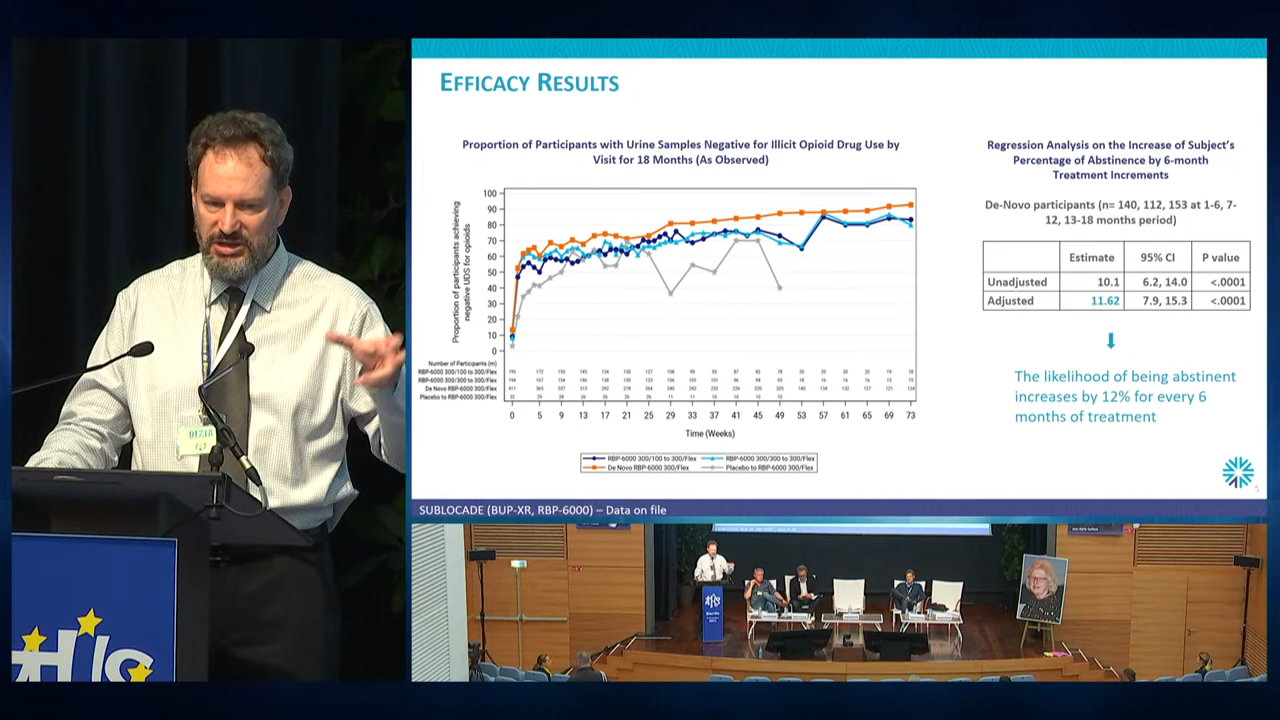 EFFICACY RESULTS
Proportion of Participants with Urine Samples Negative for Illicit Opioid Drug Use by
Visit for 18 Months (As Observed)
Proportion of participants achieving
negative UDS for opioids
100
90
80
70
60
50
40
30
20
10
0
Number of Participants (n)
RBP-6000 300/100 to 300/Flex
RBP-6000 300/300 to 300/Flex
De Novo RBP-6000 300/Flex
Placebo to RBP-6000 300/Flex
0 5 9 13 17 21 25 29 33 37 41 45 49 53 57 61 65 69 73
Time (Weeks)
RBP-6000 300/100 to 300/Flex RBP-6000 300/300 to 300/Flex
De Novo RBP-6000 300/Flex Placebo to RBP-6000 300/Flex
Regression Analysis on the Increase of Subject's
Percentage of Abstinence by 6-month
Treatment Increments
De-Novo participants (n= 140, 112, 153 at 1-6, 7-
12, 13-18 months period)
Estimate 95% CI P value
Unadjusted 10.1 6.2, 14.0 <.0001
Adjusted 11.62 7.9, 15.3 <.0001
The likelihood of being abstinent
increases by 12% for every 6
months of treatment
5
SUBLOCADE (BUP-XR, RBP-6000) – Data on file